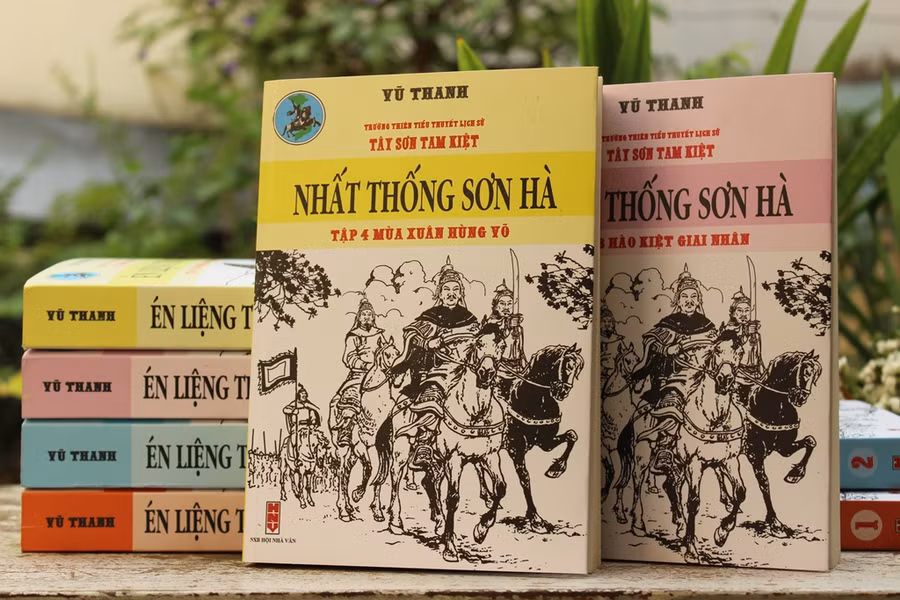 VŨ THANH
TRƯỜNG THIÊN TIỂU THUYẾT LỊCH SỬ
TÂY SƠN TAM KIỆT
NHẤT THỐNG SƠN HÀ
TẬP 4 MÙA XUÂN HÙNG VĨ
HNV
NXB HỘI NHÀ VĂN
VŨ THANH
TRƯỜNG THIÊN TIỂU THUYẾT LỊCH SỬ
TÂY SƠN TAM KIỆT
THỐNG SƠN HÀ
HÀO KIỆT GIAI NHÂN
VŨ THANH ÉN LIỆNG
VŨ THANH ÉN LIỆNG
VŨ THANH ÉN LIỆNG
VŨ THANH ÉN LIỆNG
2
1